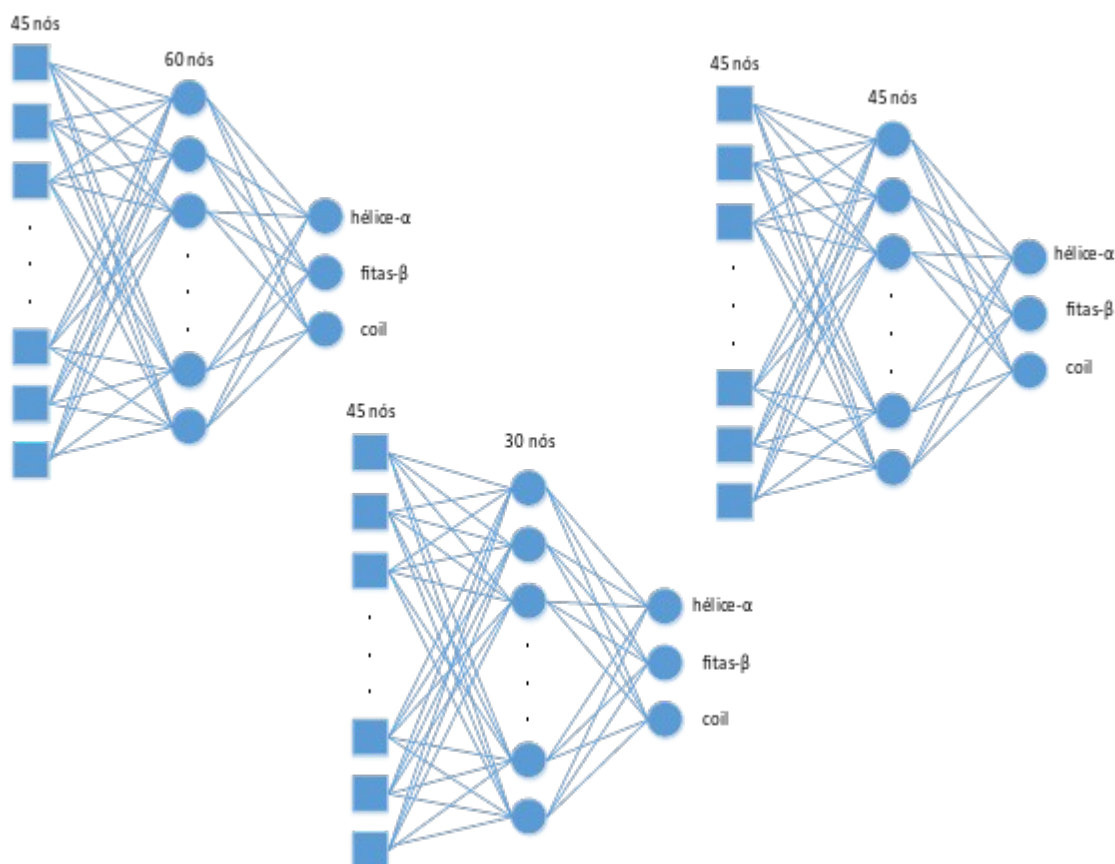 45 nós
60 nós
hélice-α
fitas-β
coil
45 nós
45 nós
hélice-α
fitas-β
coil
45 nós
30 nós
hélice-α
fitas-β
coil